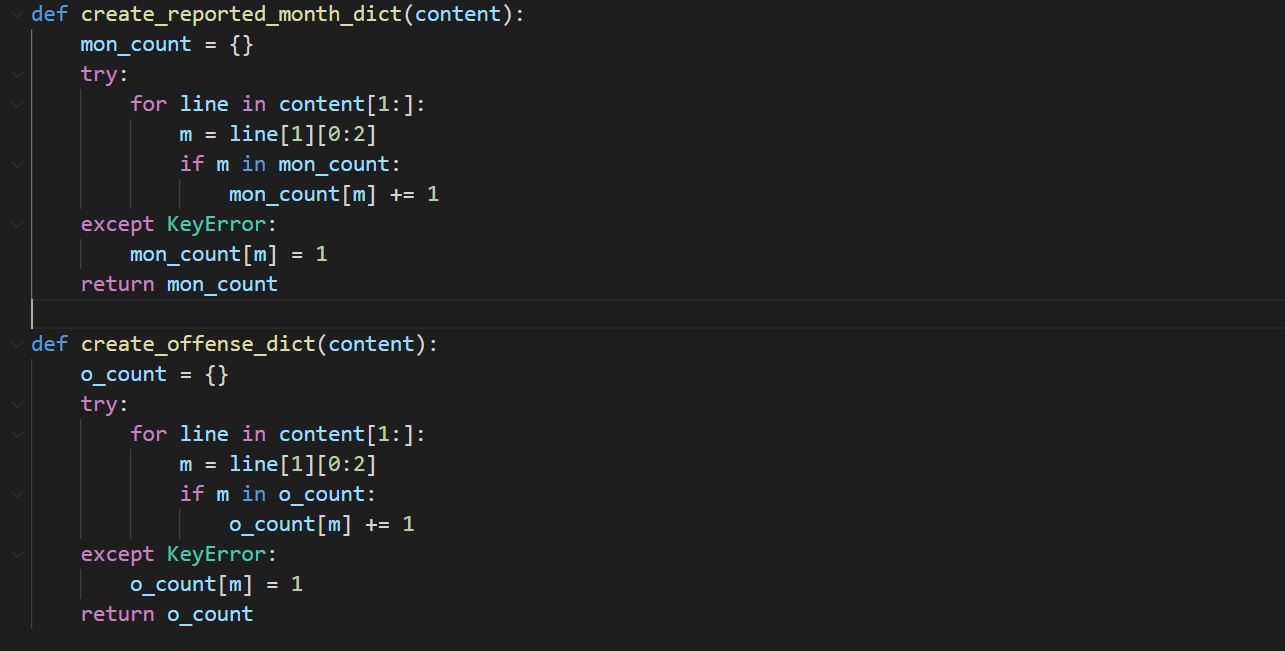 def create_reported_month_dict(content):
    mon_count = {}
    try:
        for line in content[1:]:
            m = line[1][0:2]
            if m in mon_count:
                mon_count[m] += 1
    except KeyError:
        mon_count[m] = 1
    return mon_count

def create_offense_dict(content):
    o_count = {}
    try:
        for line in content[1:]:
            m = line[1][0:2]
            if m in o_count:
                o_count[m] += 1
    except KeyError:
        o_count[m] = 1
    return o_count